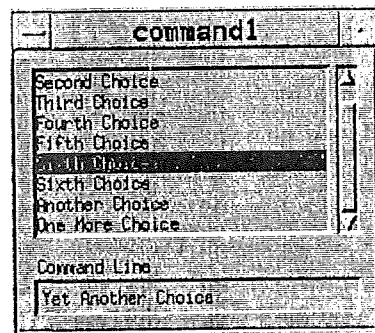 command1
Second Choice
Third Choice
Fourth Choice
Fifth Choice
Choice
Sixth Choice
Another Choice
One More Choice
Command Line
Yet Another Choice